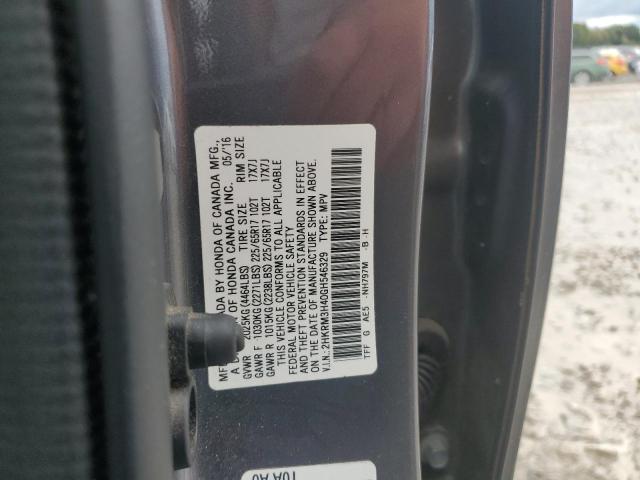 MFD BY HONDA OF CANADA MFG.,
A D OF HONDA CANADA INC. 05/'16
GVWR 2025KG(4464LBS) TIRE SIZE RIM SIZE
GAWR F 1030KG(2271LBS) 225/65R17 102T 17X7J
GAWR R 1015KG(2238LBS) 225/65R17 102T 17X7J
THIS VEHICLE CONFORMS TO ALL APPLICABLE
FEDERAL MOTOR VEHICLE SAFETY
AND THEFT PREVENTION STANDARDS IN EFFECT
ON THE DATE OF MANUFACTURE SHOWN ABOVE.
V.I.N.:2HKRM3H40GH546329 TYPE: MPV
TFF G AE5 -NH797M -B -H